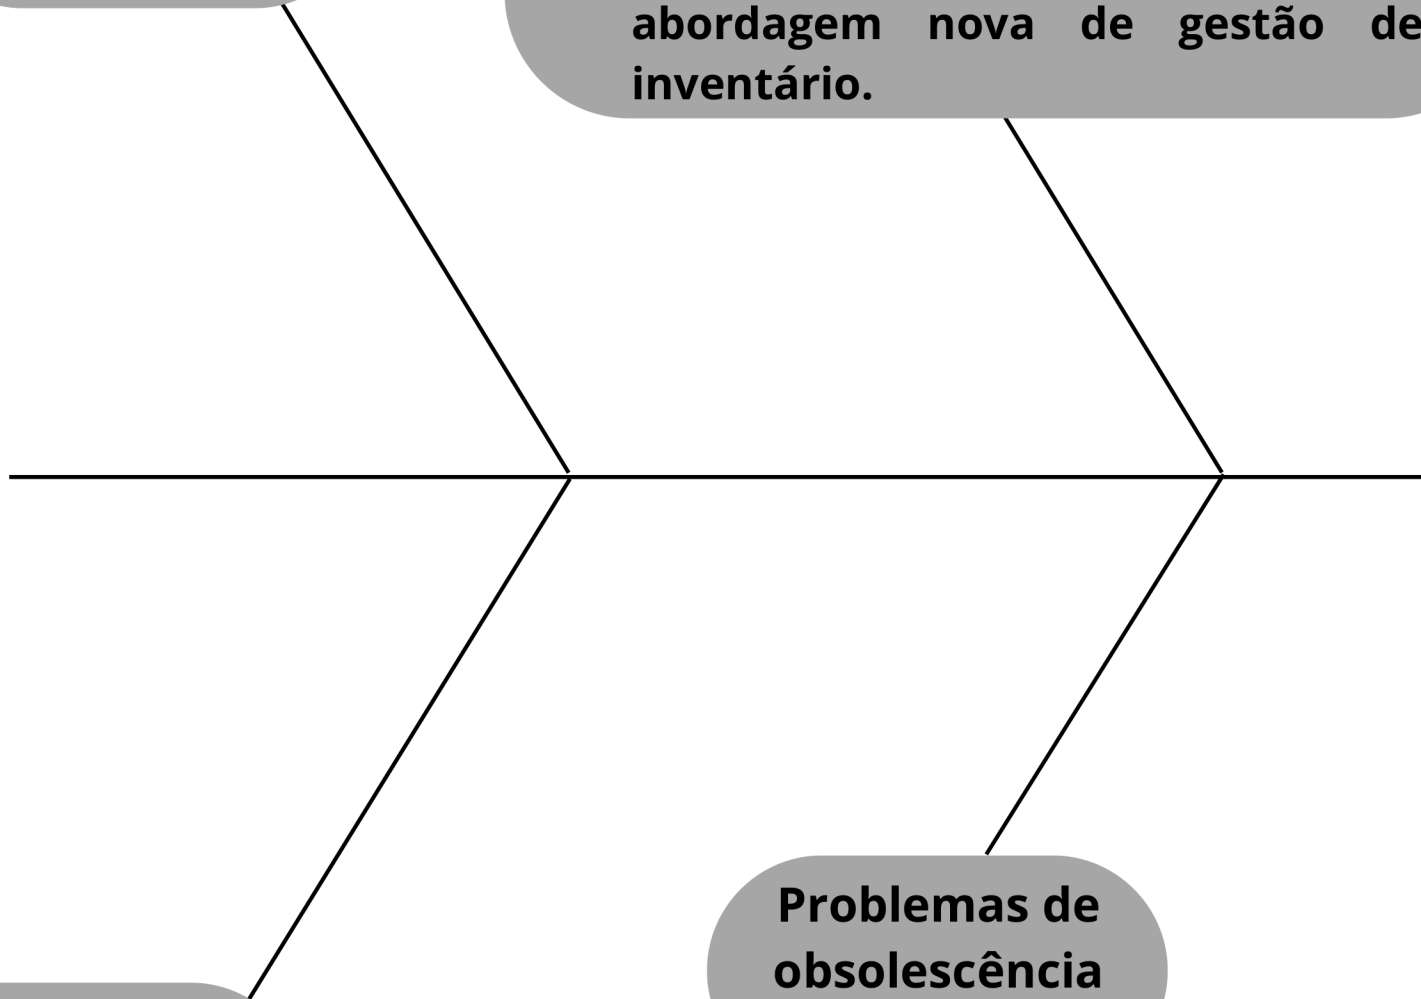 abordagem nova de gestão de
inventário.
Problemas de
obsolescência